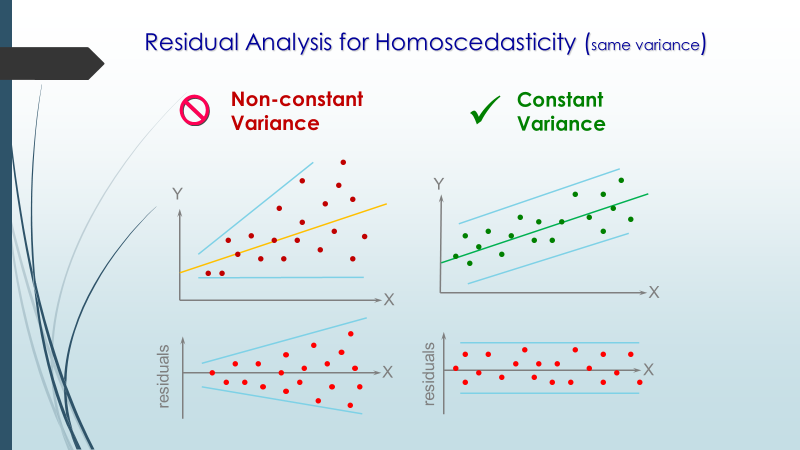 Residual Analysis for Homoscedasticity (same variance)
Non-constant
Variance
Constant
Variance
Y
X
Y
X
residuals
X
residuals
X